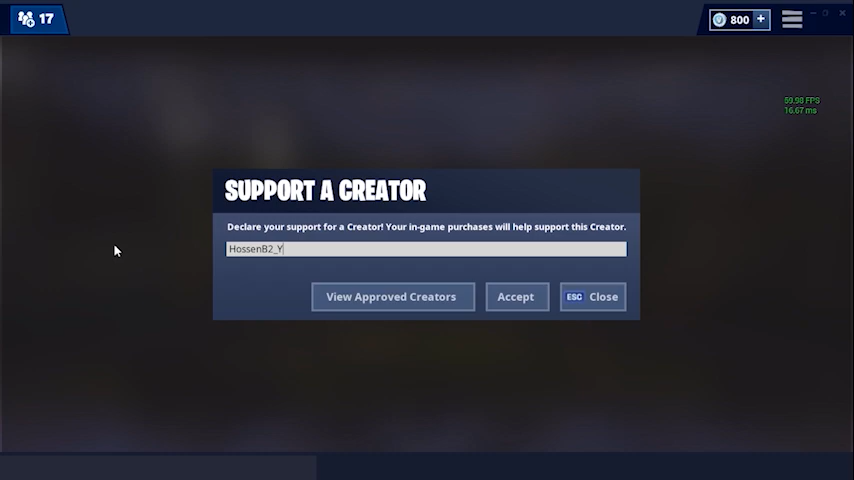 17
800 +
59.98 FPS
16.67 ms
SUPPORT A CREATOR
Declare your support for a Creator! Your in-game purchases will help support this Creator.
HossenB2_Y
View Approved Creators
Accept
ESC Close